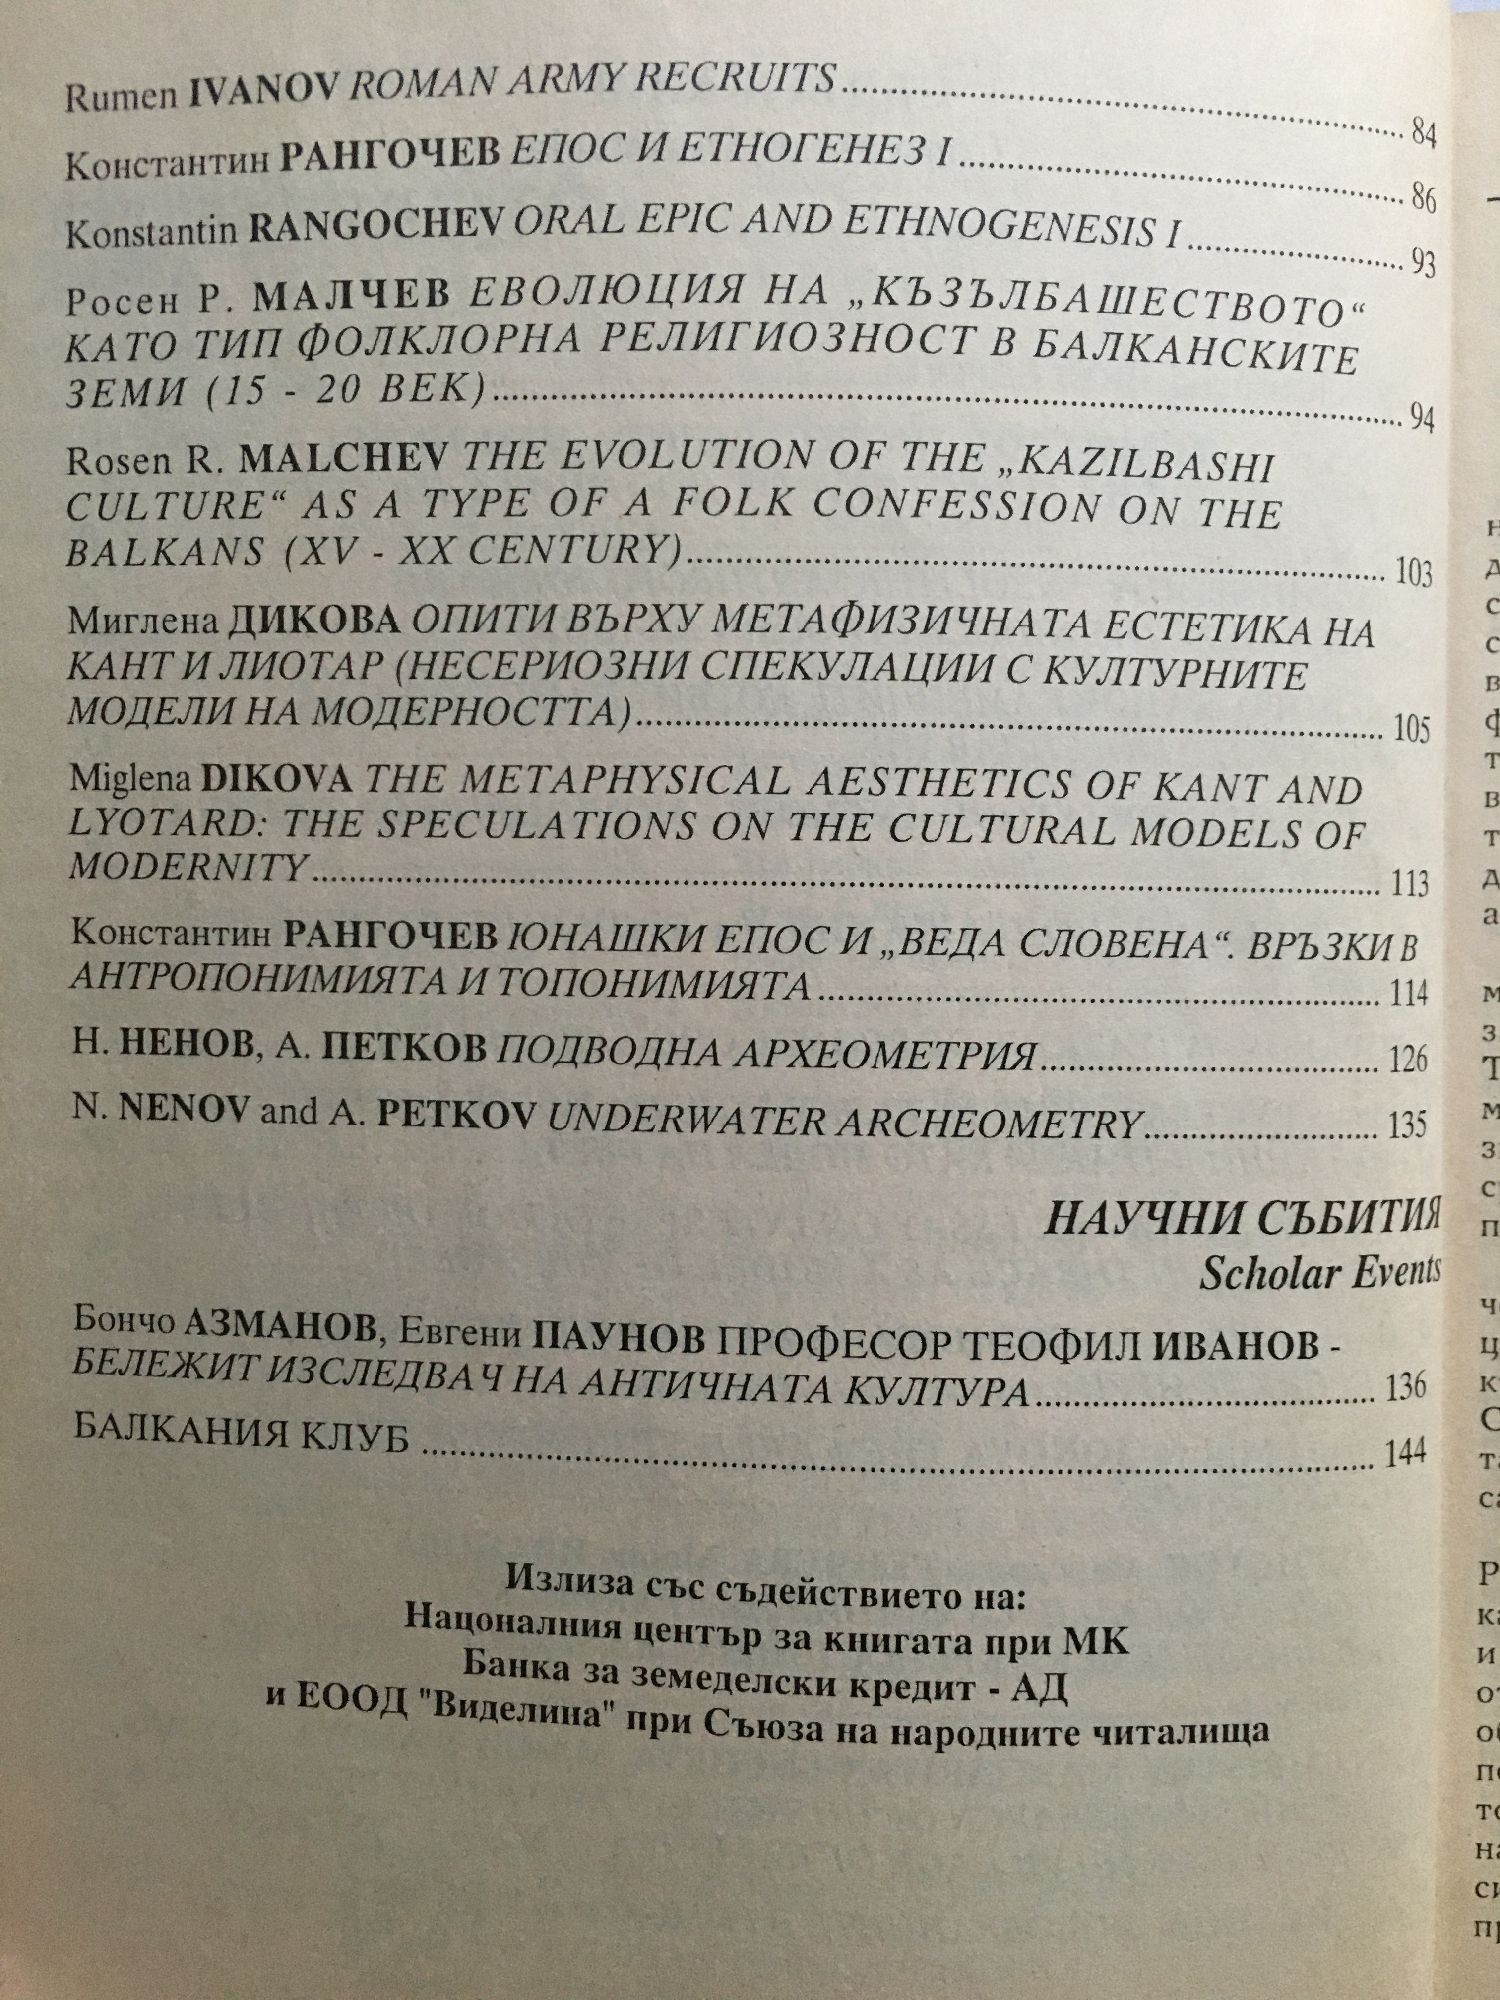 Rumen IVANOV ROMAN ARMY RECRUITS 84
Константин РАНГОЧЕВ ЕПОС И ЕТНОГЕНЕЗ I 86
Konstantin RANGOCHEV ORAL EPIC AND ETHNOGENESIS I 93
Росен Р. МАЛЧЕВ ЕВОЛЮЦИЯ НА „КЪЗЪЛБАШЕСТВОТО“
КАТО ТИП ФОЛКЛОРНА РЕЛИГИОЗНОСТ В БАЛКАНСКИТЕ
ЗЕМИ (15 - 20 ВЕК) 94
Rosen R. MALCHEV THE EVOLUTION OF THE „KAZILBASHI
CULTURE“ AS A TYPE OF A FOLK CONFESSION ON THE
BALKANS (XV - XX CENTURY) 103
Миглена ДИКОВА ОПИТИ ВЪРХУ МЕТАФИЗИЧНАТА ЕСТЕТИКА НА
КАНТ И ЛИОТАР (НЕСЕРИОЗНИ СПЕКУЛАЦИИ С КУЛТУРНИТЕ
МОДЕЛИ НА МОДЕРНОСТТА) 105
Miglena DIKOVA THE METAPHYSICAL AESTHETICS OF KANT AND
LYOTARD: THE SPECULATIONS ON THE CULTURAL MODELS OF
MODERNITY 113
Константин РАНГОЧЕВ ЮНАШКИ ЕПОС И „ВЕДА СЛОВЕНА“. ВРЪЗКИ В
АНТРОПОНИМИЯТА И ТОПОНИМИЯТА 114
Н. НЕНОВ, А. ПЕТКОВ ПОДВОДНА АРХЕОМЕТРИЯ 126
N. NENOV and A. PETKOV UNDERWATER ARCHEOMETRY 135
НАУЧНИ СЪБИТИЯ
Scholar Events
Бончо АЗМАНОВ, Евгени ПАУНОВ ПРОФЕСОР ТЕОФИЛ ИВАНОВ -
БЕЛЕЖИТ ИЗСЛЕДВАЧ НА АНТИЧНАТА КУЛТУРА 136
БАЛКАНИЯ КЛУБ 144
Излиза със съдействието на:
Нацоналния център за книгата при МК
Банка за земеделски кредит - АД
и ЕООД "Виделина" при Съюза на народните читалища